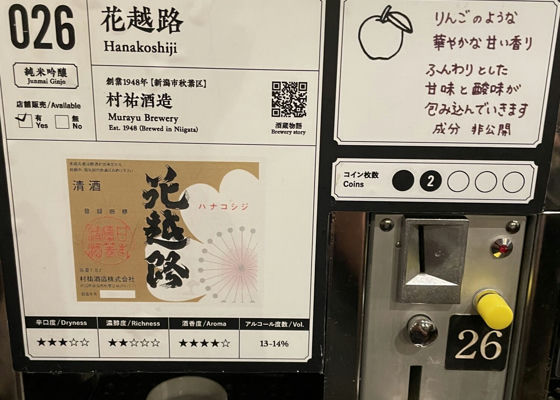 026
花越路
Hanakoshiji
純米吟醸
Junmai Ginjo
店舗販売/Available
有
Yes
無
No
創業1948年【新潟市秋葉区】
村祐酒造
Murayu Brewery
Est. 1948 (Brewed in Niigata)
酒蔵物語
Brewery story
清酒
登録商標
花越路
ハナコシジ
村祐酒造株式会社
辛口度/Dryness
濃醇度/Richness
酒香度/Aroma
アルコール度数/Vol.
★★★☆☆
★★☆☆☆
★★★★☆
13-14%
りんごのような
華やかな甘い香り
ふんわりとした
甘味と酸味が
包み込んでいきます
成分 非公開
コイン枚数
Coins
2
26